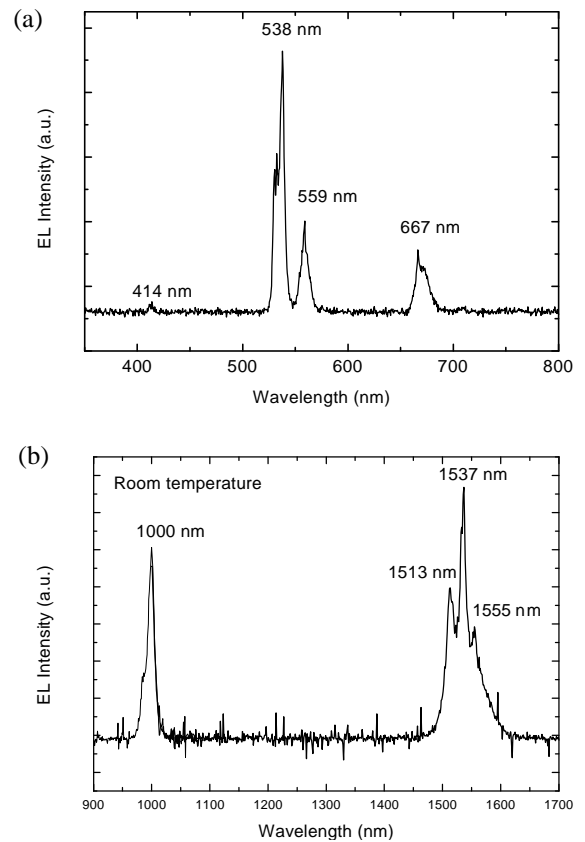 (a)
538 nm
559 nm
667 nm
414 nm
EL Intensity (a.u.)
400 500 600 700 800
Wavelength (nm)
(b)
Room temperature
1537 nm
1000 nm
1513 nm
1555 nm
EL Intensity (a.u.)
900 1000 1100 1200 1300 1400 1500 1600 1700
Wavelength (nm)